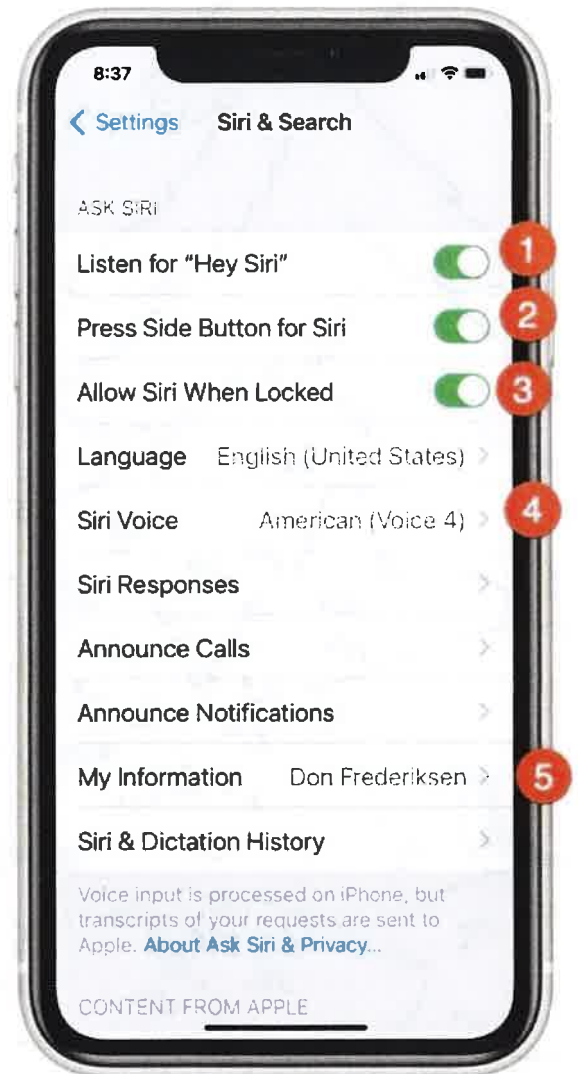 8:37
Settings Siri & Search
ASK SIRI
Listen for “Hey Siri” 1
Press Side Button for Siri 2
Allow Siri When Locked 3
Language English (United States)
Siri Voice American (Voice 4) 4
Siri Responses
Announce Calls
Announce Notifications
My Information Don Frederiksen 5
Siri & Dictation History
Voice input is processed on iPhone, but
transcripts of your requests are sent to
Apple. About Ask Siri & Privacy...
CONTENT FROM APPLE